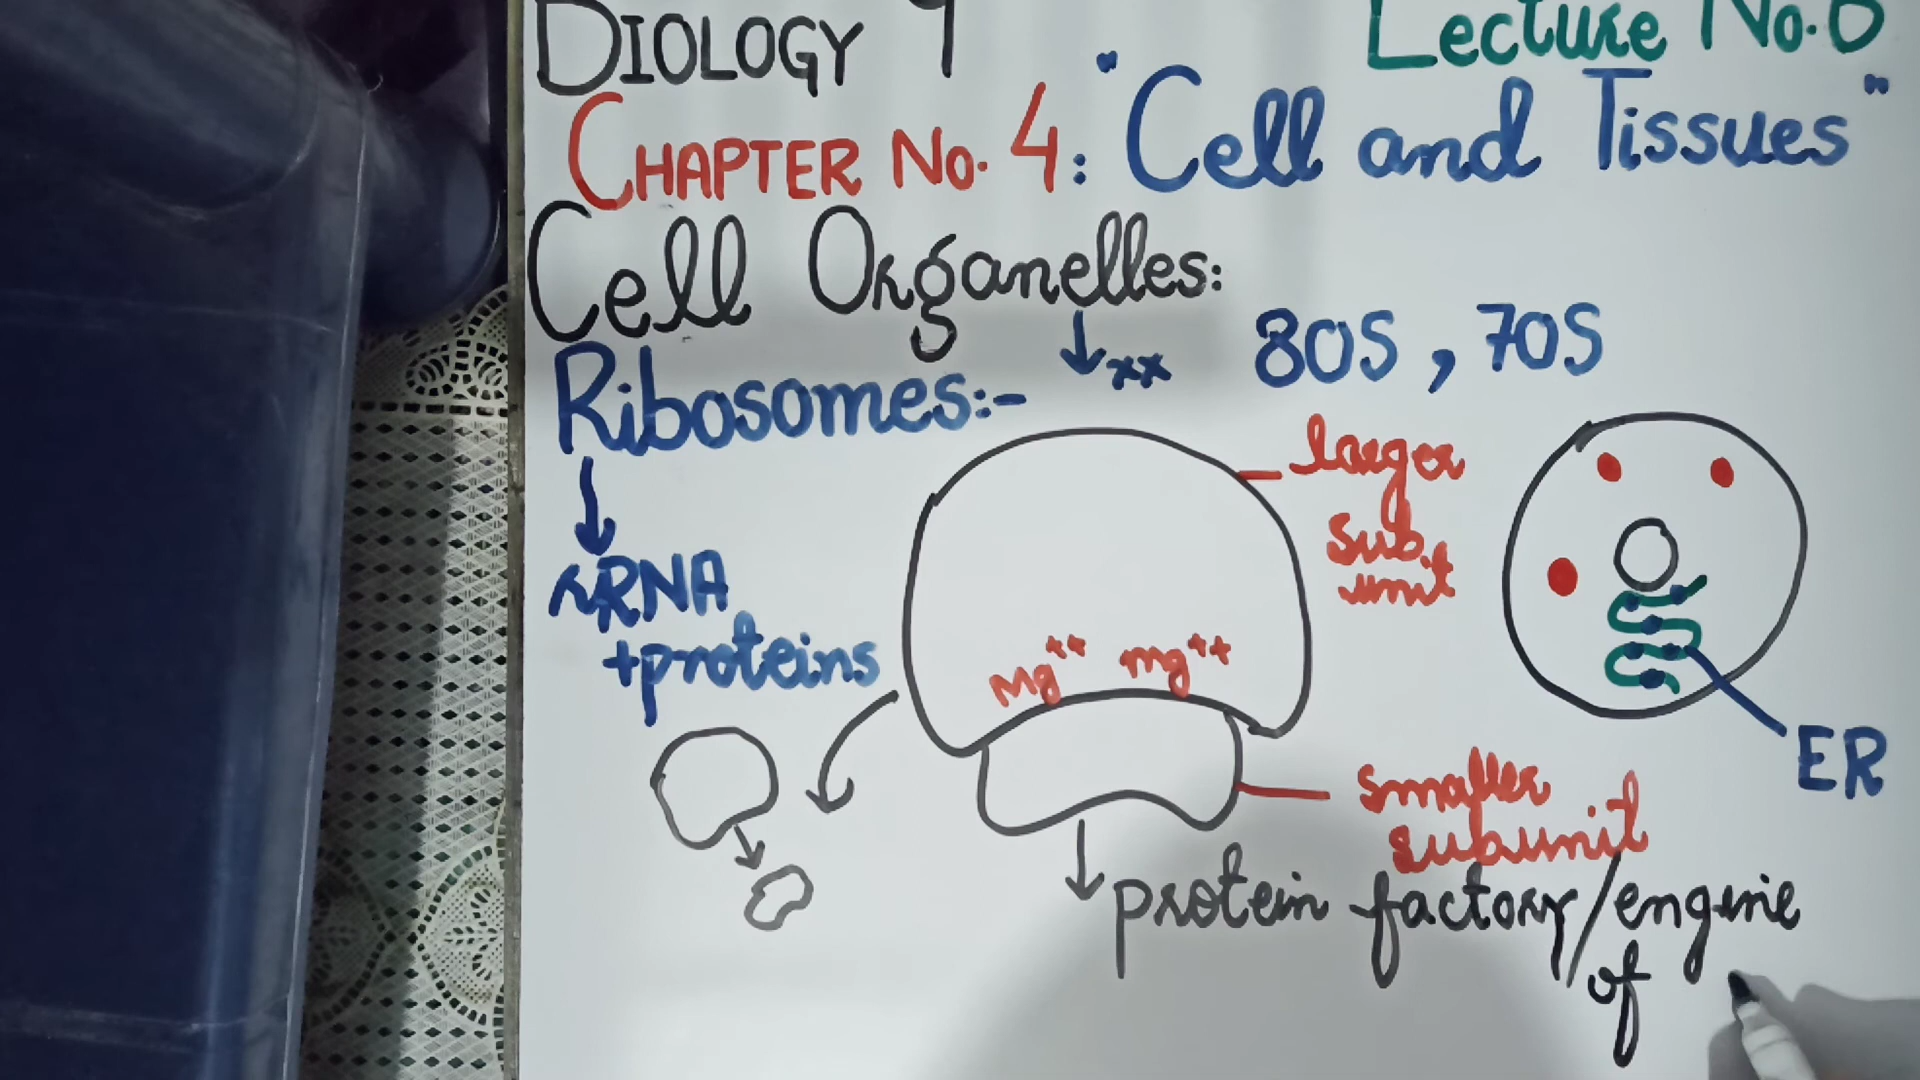 BIOLOGY 9
Lecture No.6
CHAPTER No. 4: "Cell and Tissues"
Cell Organelles:
xx
80S, 70S
Ribosomes:-
larger
sub
unit
rRNA
+proteins
Mg++ mg++
ER
smaller
subunit
protein factory/engine
of